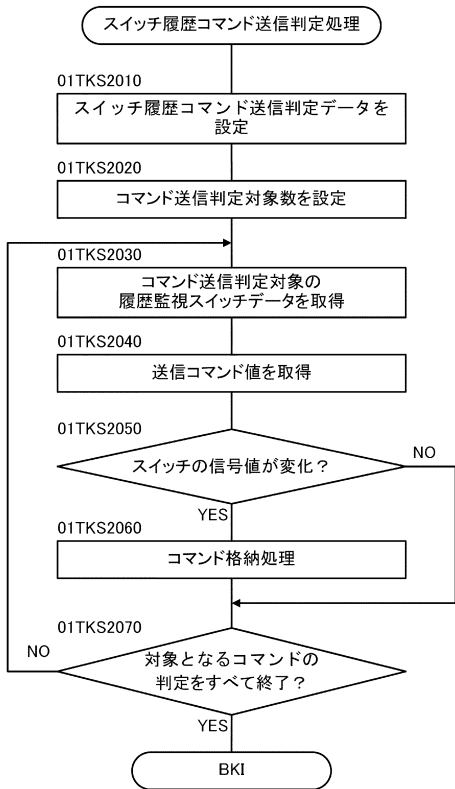 スイッチ履歴コマンド送信判定処理
01TKS2010
スイッチ履歴コマンド送信判定データを
設定
01TKS2020
コマンド送信判定対象数を設定
01TKS2030
コマンド送信判定対象の
履歴監視スイッチデータを取得
01TKS2040
送信コマンド値を取得
01TKS2050
スイッチの信号値が変化？
NO
YES
01TKS2060
コマンド格納処理
01TKS2070
NO
対象となるコマンドの
判定をすべて終了？
YES
BKI